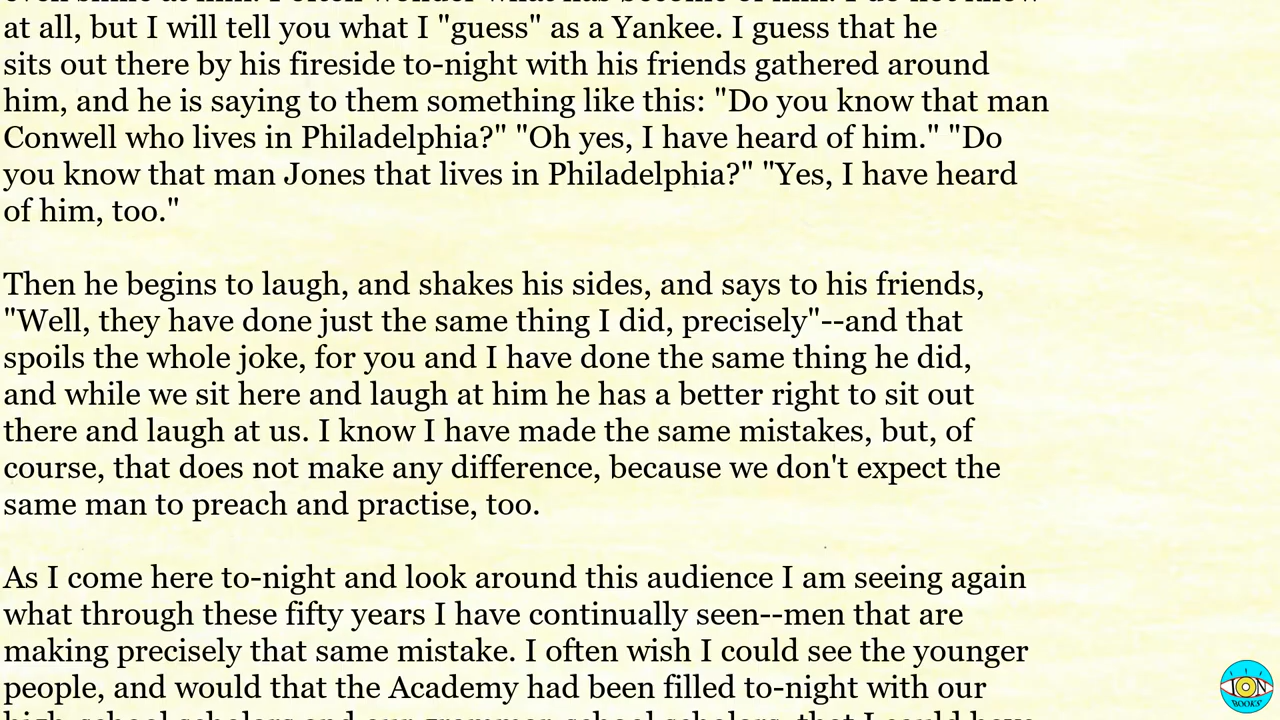 at all, but I will tell you what I "guess" as a Yankee. I guess that he
sits out there by his fireside to-night with his friends gathered around
him, and he is saying to them something like this: "Do you know that man
Conwell who lives in Philadelphia?" "Oh yes, I have heard of him." "Do
you know that man Jones that lives in Philadelphia?" "Yes, I have heard
of him, too."
Then he begins to laugh, and shakes his sides, and says to his friends,
"Well, they have done just the same thing I did, precisely"--and that
spoils the whole joke, for you and I have done the same thing he did,
and while we sit here and laugh at him he has a better right to sit out
there and laugh at us. I know I have made the same mistakes, but, of
course, that does not make any difference, because we don't expect the
same man to preach and practise, too.
As I come here to-night and look around this audience I am seeing again
what through these fifty years I have continually seen--men that are
making precisely that same mistake. I often wish I could see the younger
people, and would that the Academy had been filled to-night with our
ION
BOOKS